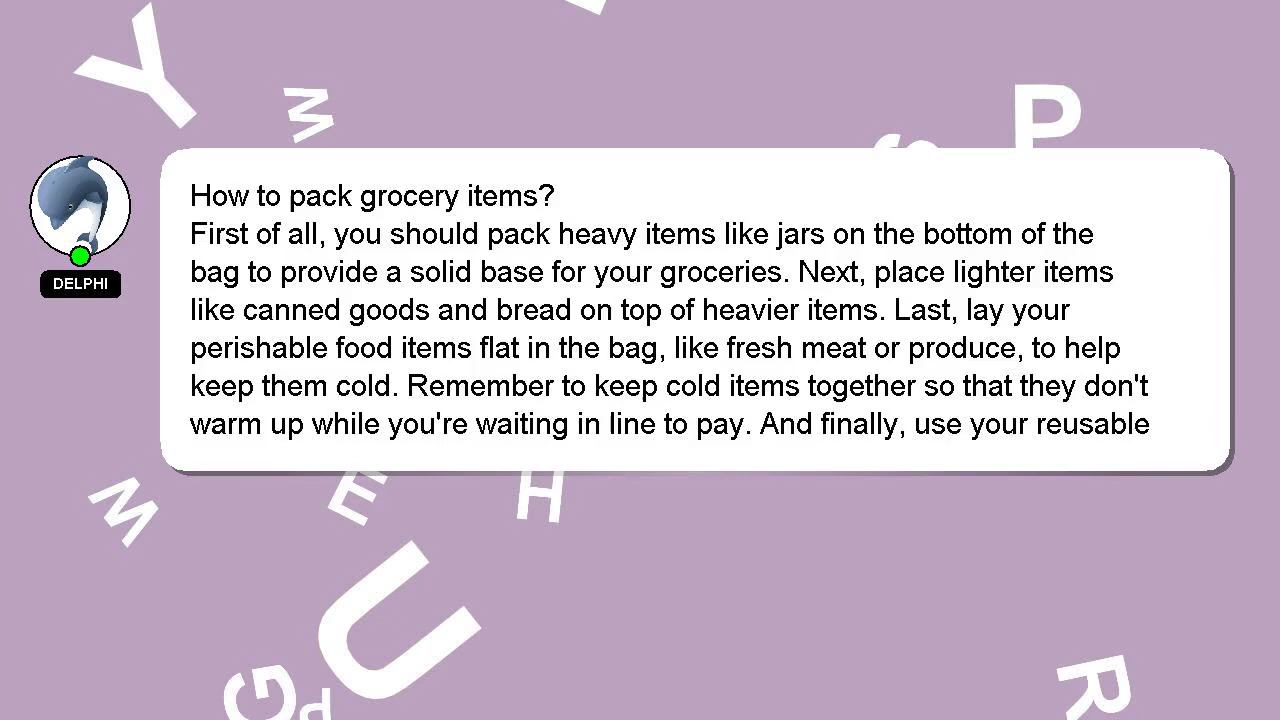 Y
W
P
S
DELPHI
How to pack grocery items?
First of all, you should pack heavy items like jars on the bottom of the
bag to provide a solid base for your groceries. Next, place lighter items
like canned goods and bread on top of heavier items. Last, lay your
perishable food items flat in the bag, like fresh meat or produce, to help
keep them cold. Remember to keep cold items together so that they don't
warm up while you're waiting in line to pay. And finally, use your reusable
M
E
H
U
G
P
R